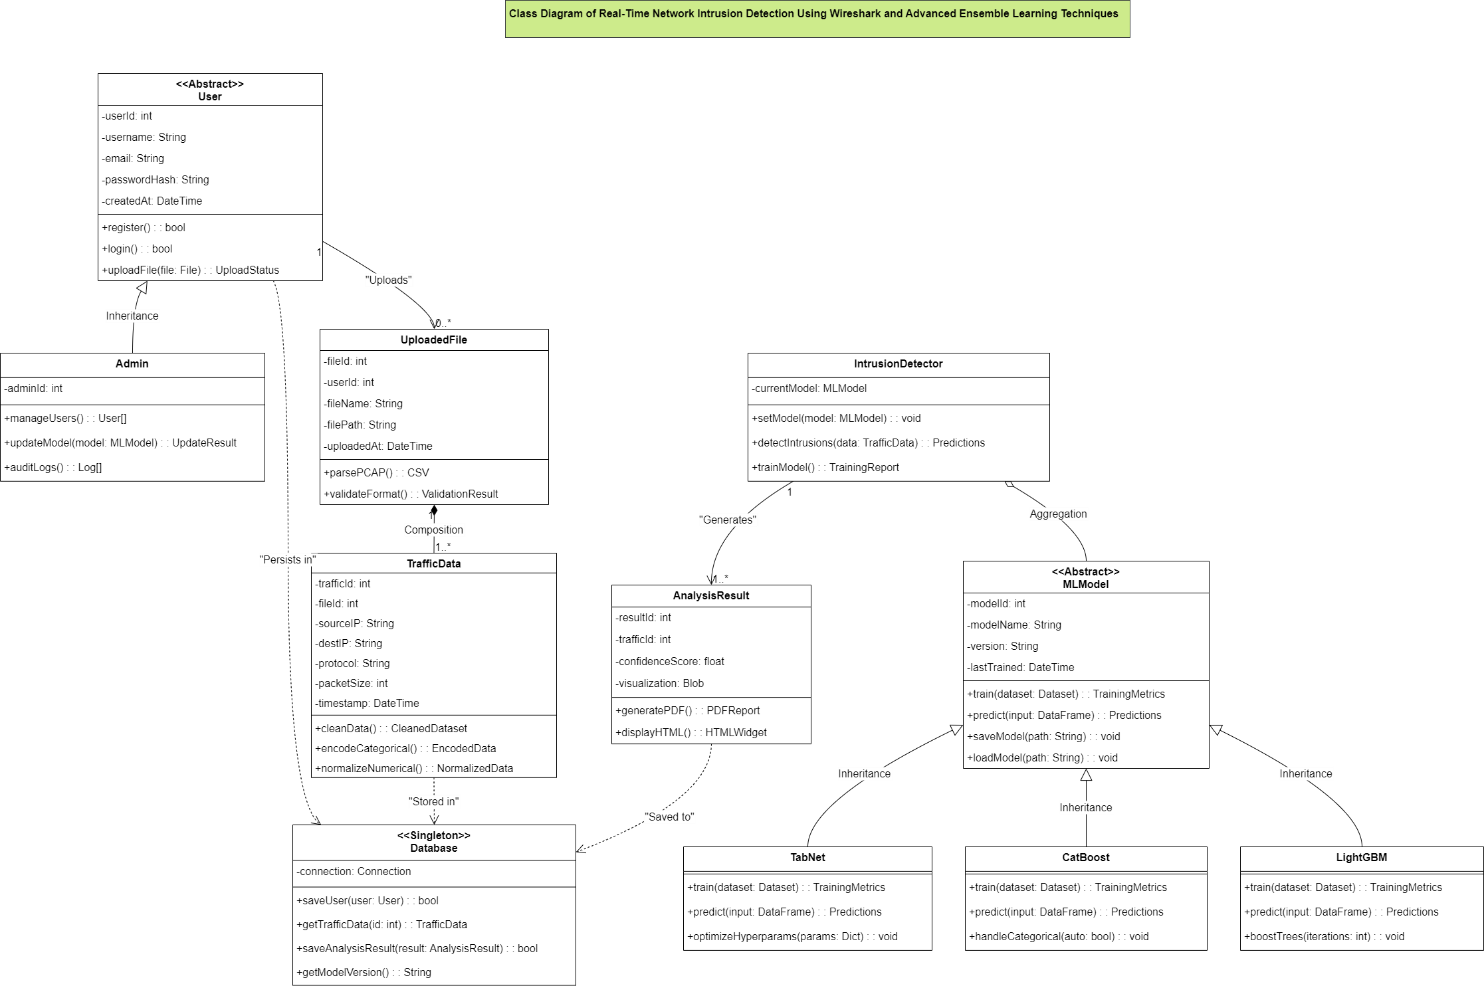 Class Diagram of Real-Time Network Intrusion Detection Using Wireshark and Advanced Ensemble Learning Techniques
<<Abstract>>
User
-userId: int
-username: String
-email: String
-passwordHash: String
-createdAt: DateTime
+register() : : bool
+login() : : bool
+uploadFile(file: File) : : UploadStatus
1
"Uploads"
0..*
Inheritance
Admin
-adminId: int
+manageUsers() : : User[]
+updateModel(model: MLModel) : : UpdateResult
+auditLogs() : : Log[]
UploadedFile
-fileId: int
-userId: int
-fileName: String
-filePath: String
-uploadedAt: DateTime
+parsePCAP() : : CSV
+validateFormat() : : ValidationResult
1
Composition
1..*
"Persists in"
TrafficData
-trafficId: int
-fileId: int
-sourceIP: String
-destIP: String
-protocol: String
-packetSize: int
-timestamp: DateTime
+cleanData() : : CleanedDataset
+encodeCategorical() : : EncodedData
+normalizeNumerical() : : NormalizedData
"Stored in"
<<Singleton>>
Database
-connection: Connection
+saveUser(user: User) : : bool
+getTrafficData(id: int) : : TrafficData
+saveAnalysisResult(result: AnalysisResult) : : bool
+getModelVersion() : : String
IntrusionDetector
-currentModel: MLModel
+setModel(model: MLModel) : : void
+detectIntrusions(data: TrafficData) : : Predictions
+trainModel() : : TrainingReport
1
"Generates"
1..*
Aggregation
AnalysisResult
-resultId: int
-trafficId: int
-confidenceScore: float
-visualization: Blob
+generatePDF() : : PDFReport
+displayHTML() : : HTMLWidget
"Saved to"
<<Abstract>>
MLModel
-modelId: int
-modelName: String
-version: String
-lastTrained: DateTime
+train(dataset: Dataset) : : TrainingMetrics
+predict(input: DataFrame) : : Predictions
+saveModel(path: String) : : void
+loadModel(path: String) : : void
Inheritance
Inheritance
Inheritance
TabNet
+train(dataset: Dataset) : : TrainingMetrics
+predict(input: DataFrame) : : Predictions
+optimizeHyperparams(params: Dict) : : void
CatBoost
+train(dataset: Dataset) : : TrainingMetrics
+predict(input: DataFrame) : : Predictions
+handleCategorical(auto: bool) : : void
LightGBM
+train(dataset: Dataset) : : TrainingMetrics
+predict(input: DataFrame) : : Predictions
+boostTrees(iterations: int) : : void